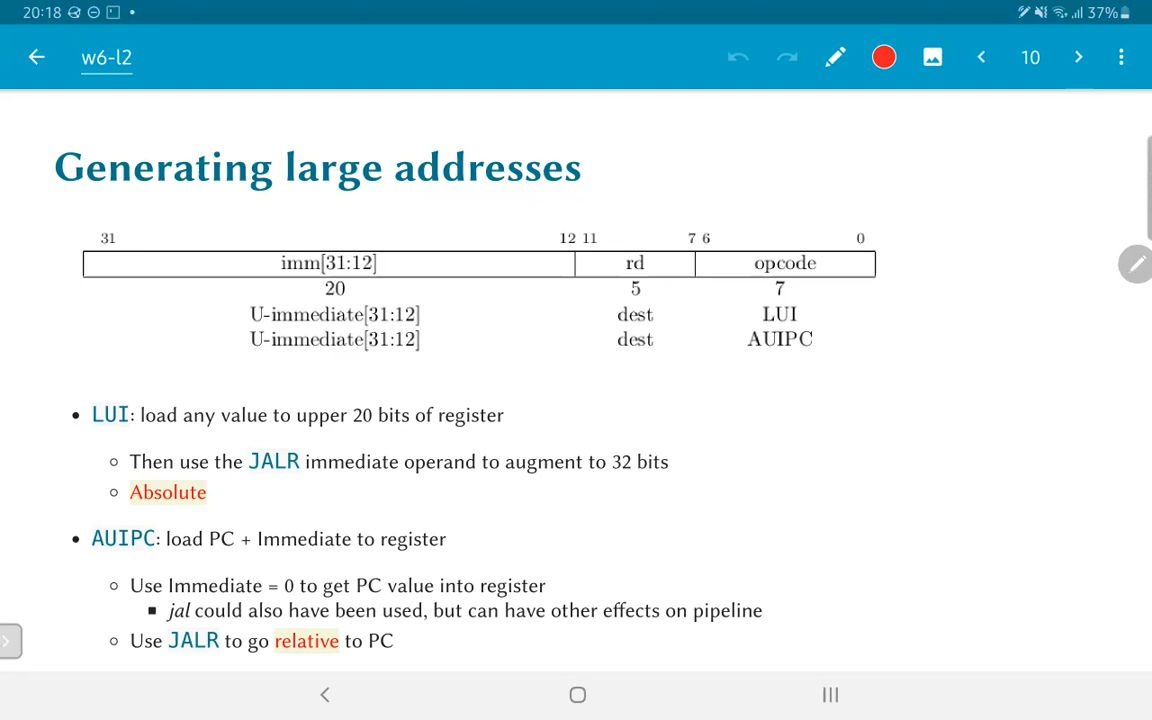 20:18 37%
w6-l2 10
Generating large addresses
31 12 11 7 6 0
imm[31:12] rd opcode
20 5 7
U-immediate[31:12] dest LUI
U-immediate[31:12] dest AUIPC
• LUI: load any value to upper 20 bits of register
Then use the JALR immediate operand to augment to 32 bits
Absolute
• AUIPC: load PC + Immediate to register
Use Immediate = 0 to get PC value into register
jal could also have been used, but can have other effects on pipeline
Use JALR to go relative to PC